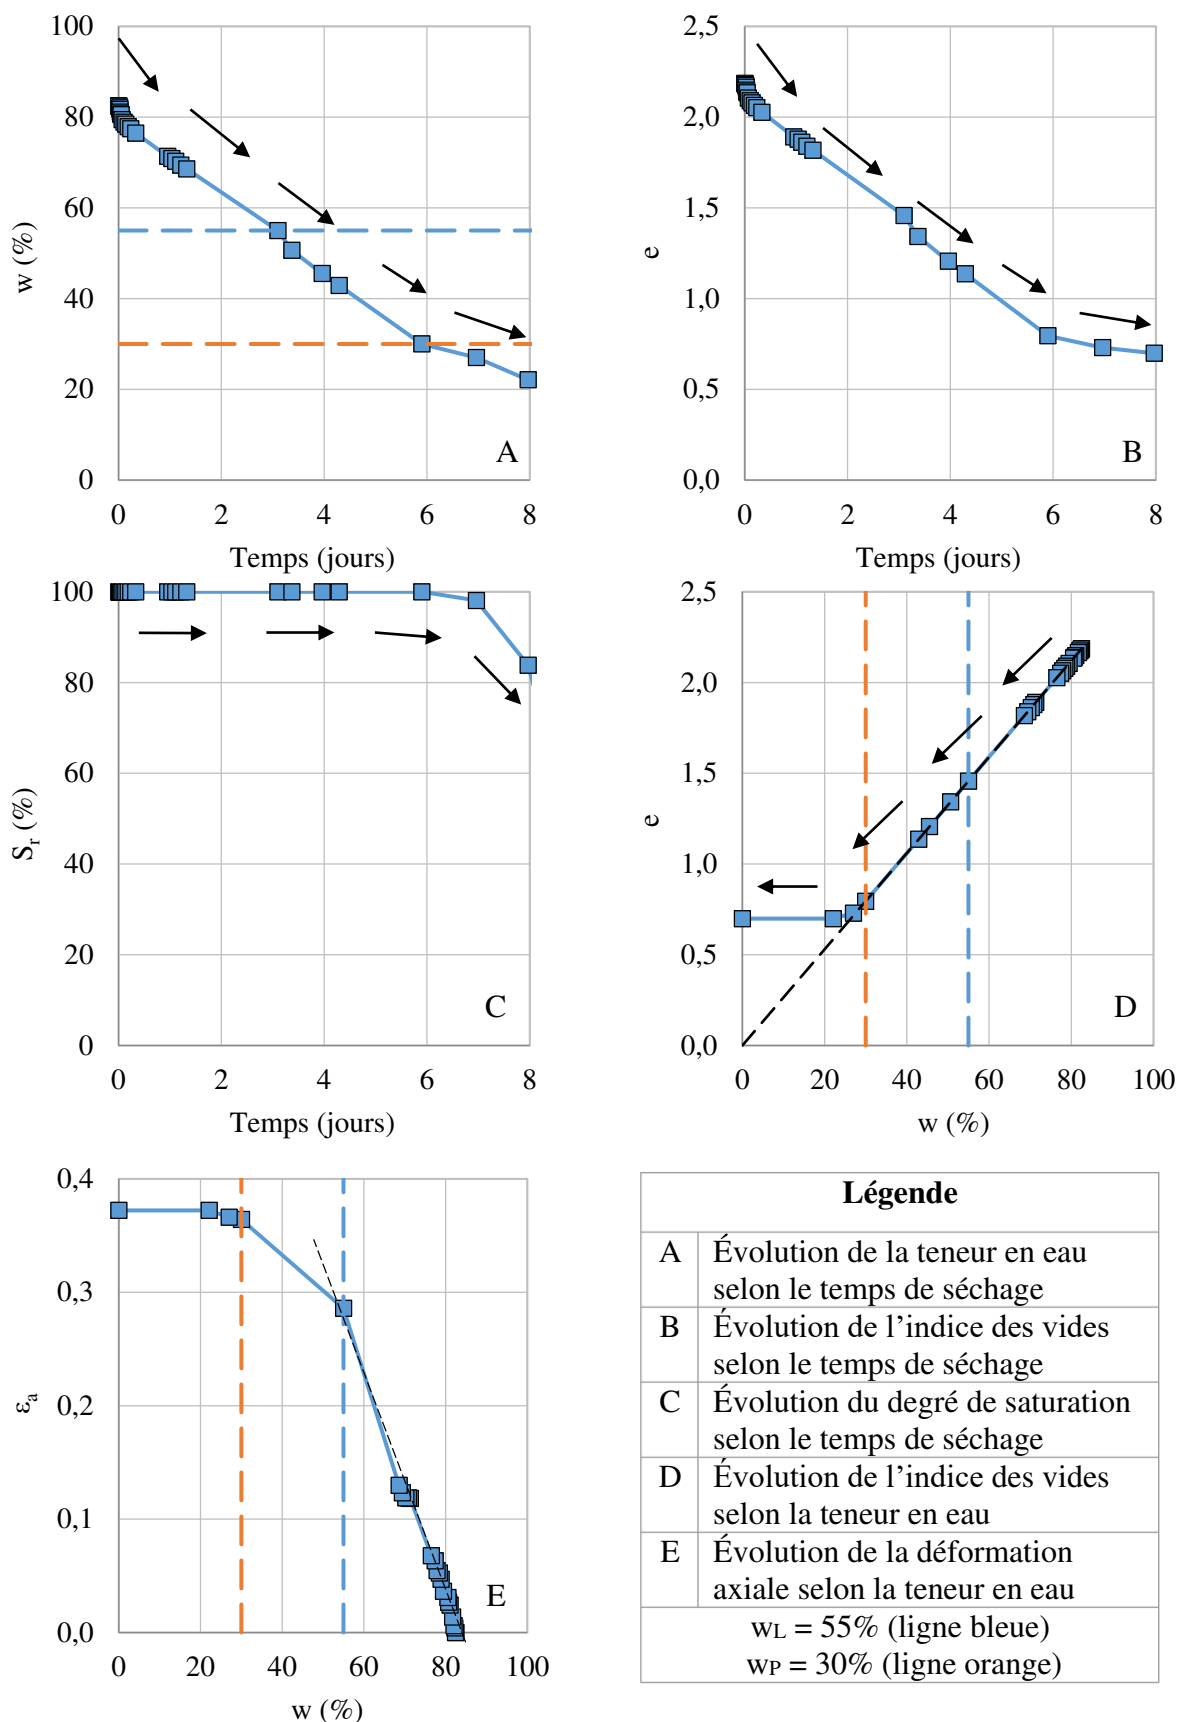 100
80
60
40
20
0
w (%)
A
0 2 4 6 8
Temps (jours)
2,5
2,0
1,5
1,0
0,5
0,0
e
B
0 2 4 6 8
Temps (jours)
100
80
60
40
20
0
Sr (%)
C
0 2 4 6 8
Temps (jours)
2,5
2,0
1,5
1,0
0,5
0,0
e
D
0 20 40 60 80 100
w (%)
0,4
0,3
0,2
0,1
0,0
εa
E
0 20 40 60 80 100
w (%)
Légende
A Évolution de la teneur en eau
selon le temps de séchage
B Évolution de l’indice des vides
selon le temps de séchage
C Évolution du degré de saturation
selon le temps de séchage
D Évolution de l’indice des vides
selon la teneur en eau
E Évolution de la déformation
axiale selon la teneur en eau
wL = 55% (ligne bleue)
wP = 30% (ligne orange)